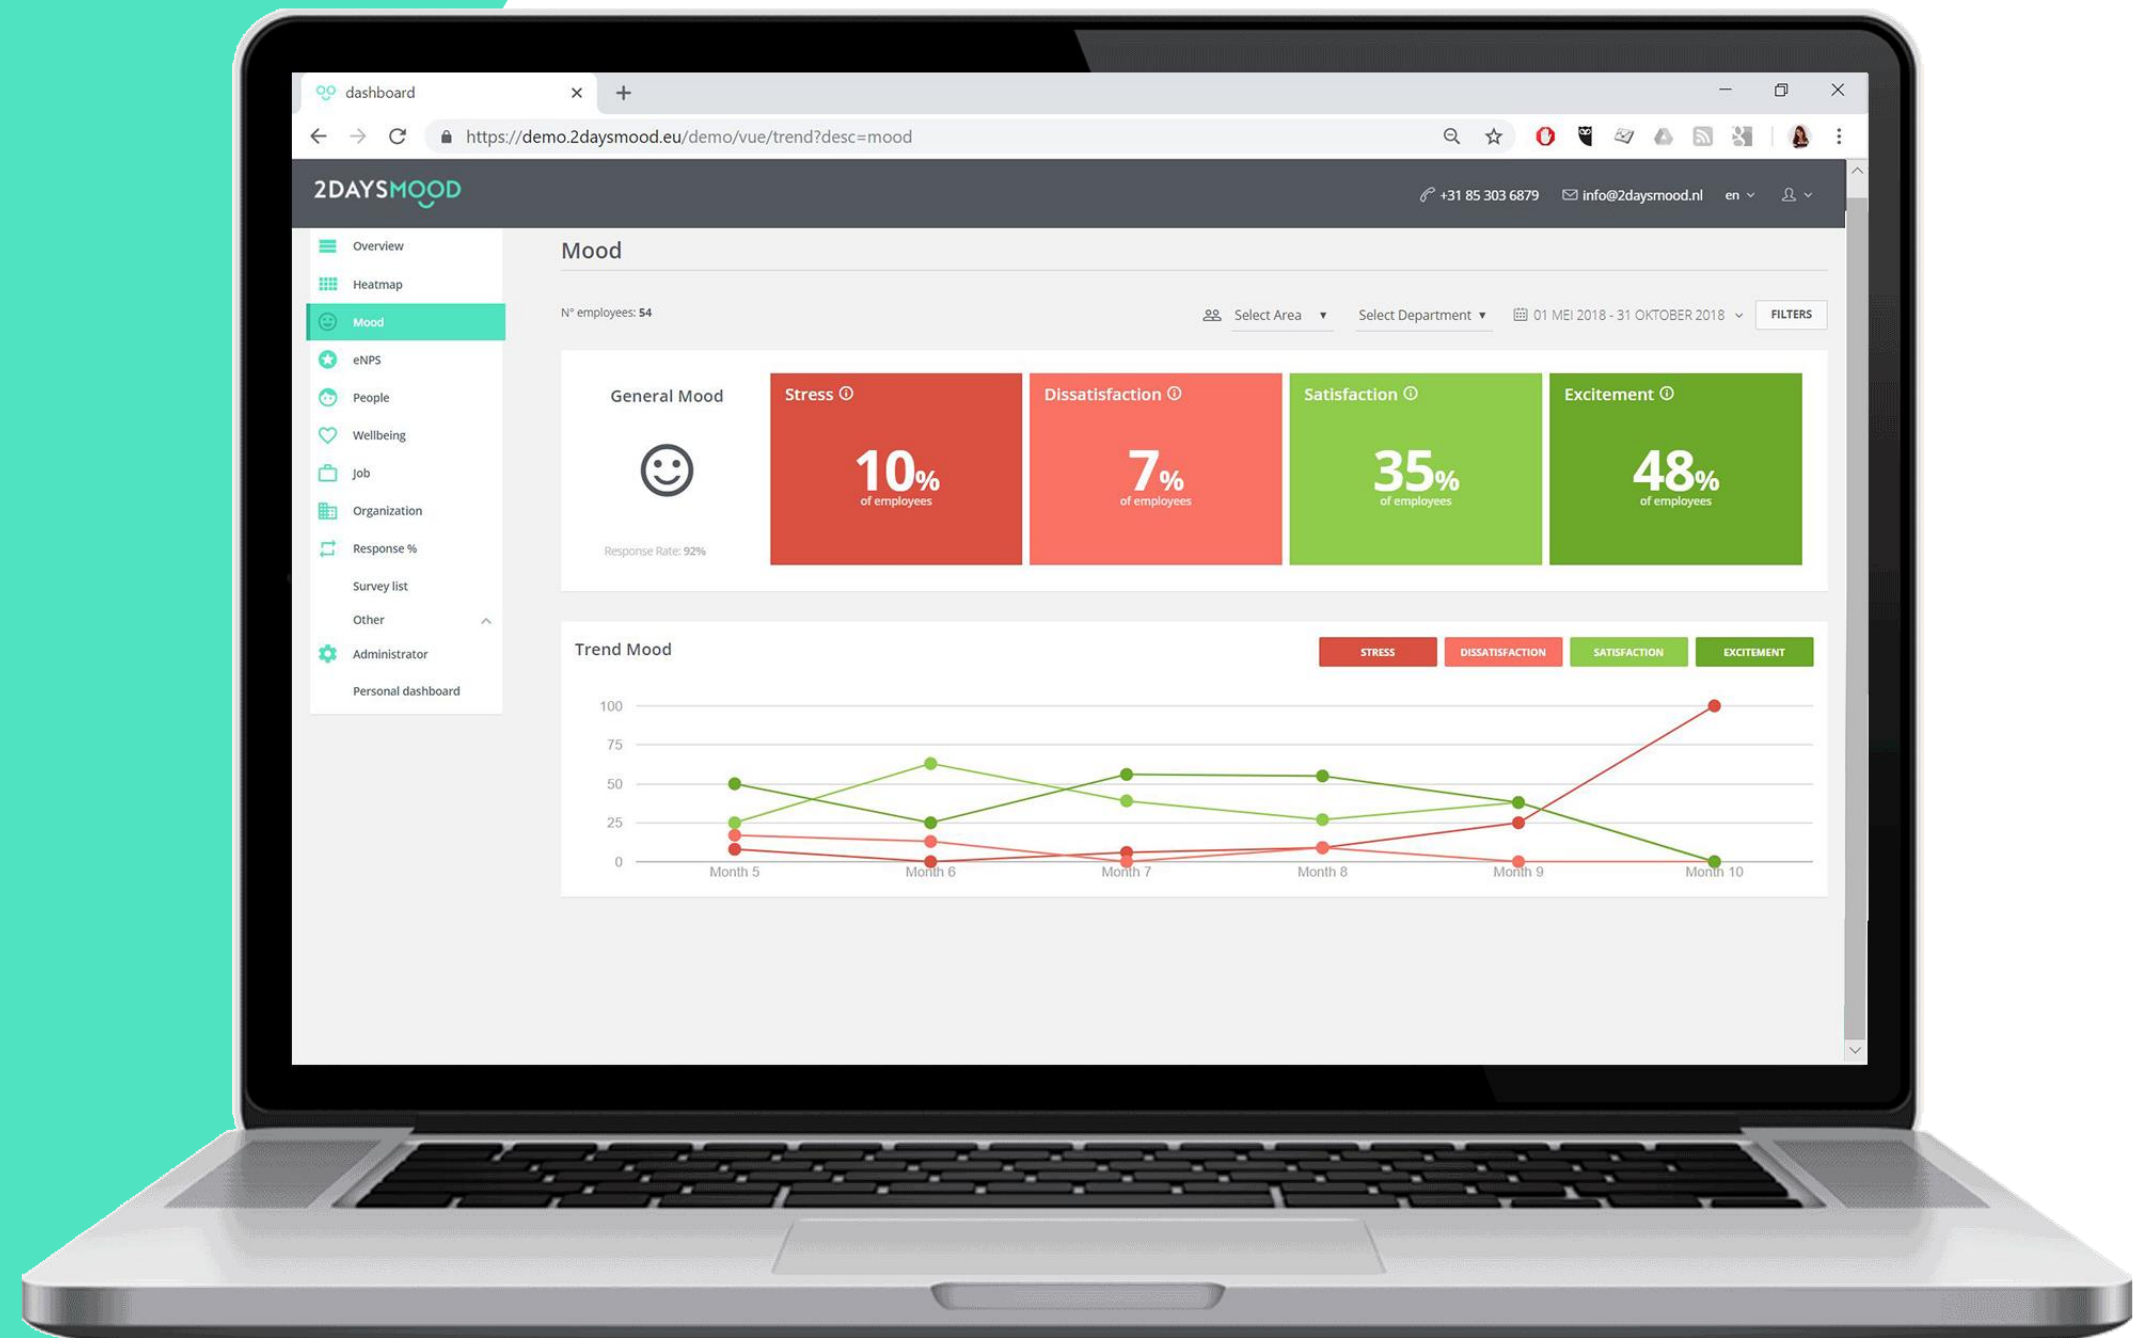 dashboard
https://demo.2daysmood.eu/demo/vue/trend?desc=mood
2DAYSMOOD
+31 85 303 6879 info@2daysmood.nl en
Overview
Heatmap
Mood
eNPS
People
Wellbeing
Job
Organization
Response %
Survey list
Other
Administrator
Personal dashboard
Mood
N° employees: 54
Select Area Select Department 01 MEI 2018 - 31 OKTOBER 2018 FILTERS
General Mood
Response Rate: 92%
Stress
10%
of employees
Dissatisfaction
7%
of employees
Satisfaction
35%
of employees
Excitement
48%
of employees
Trend Mood
STRESS DISSATISFACTION SATISFACTION EXCITEMENT
100
75
50
25
0
Month 5 Month 6 Month 7 Month 8 Month 9 Month 10